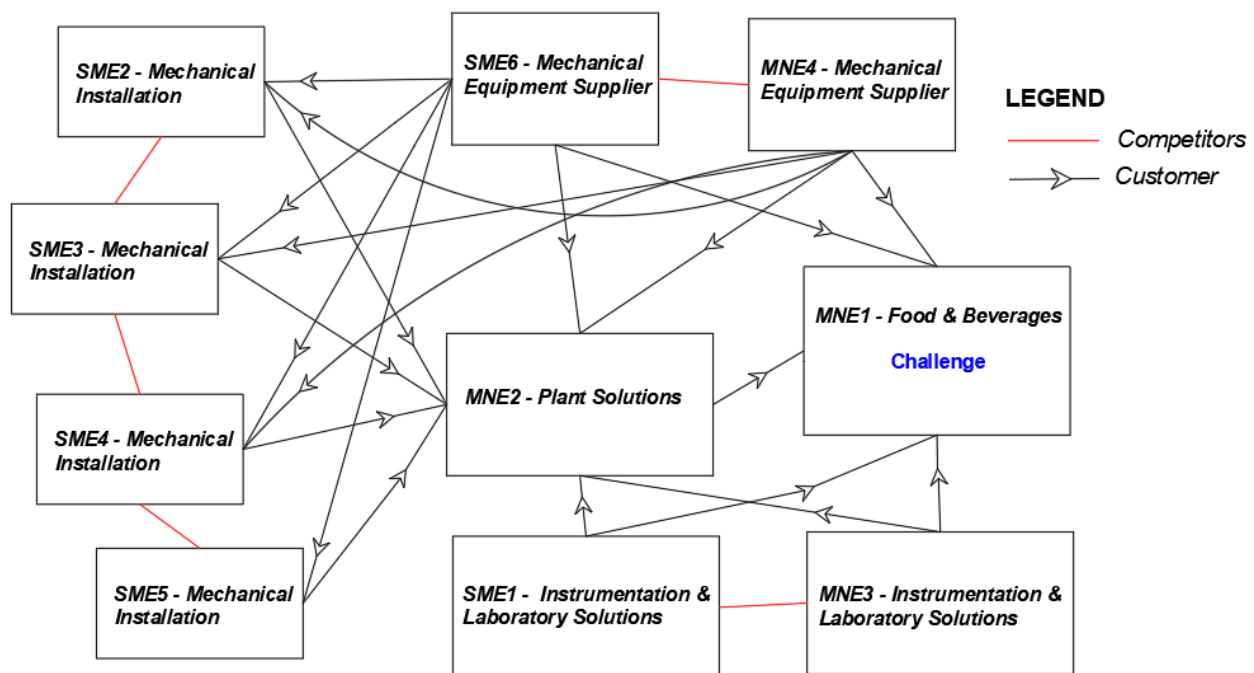 SME2 - Mechanical
Installation
SME6 - Mechanical
Equipment Supplier
MNE4 - Mechanical
Equipment Supplier
LEGEND
Competitors
Customer
SME3 - Mechanical
Installation
MNE1 - Food & Beverages
Challenge
MNE2 - Plant Solutions
SME4 - Mechanical
Installation
SME5 - Mechanical
Installation
SME1 - Instrumentation &
Laboratory Solutions
MNE3 - Instrumentation &
Laboratory Solutions